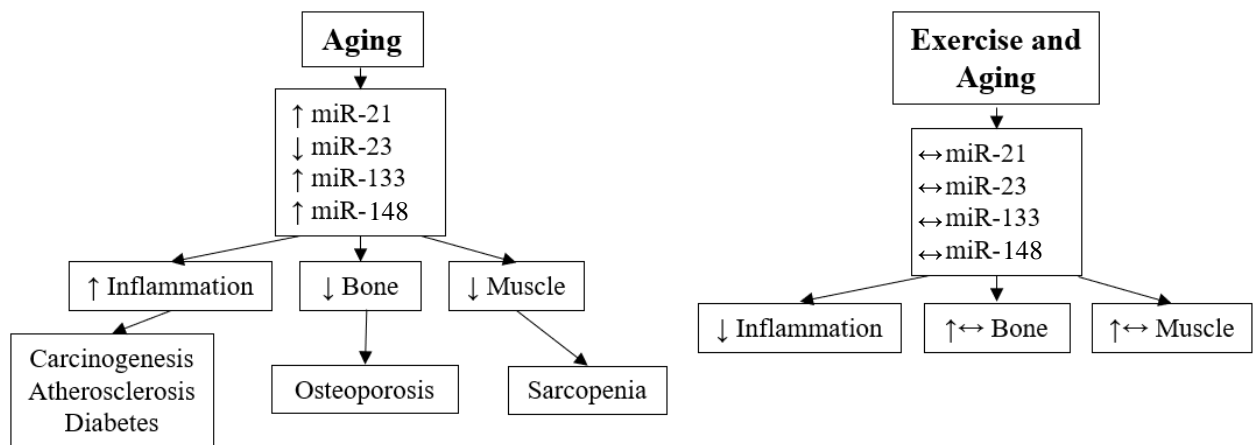 Aging
↑ miR-21
↓ miR-23
↑ miR-133
↑ miR-148
↑ Inflammation
↓ Bone
↓ Muscle
Carcinogenesis
Atherosclerosis
Diabetes
Osteoporosis
Sarcopenia
Exercise and
Aging
↔ miR-21
↔ miR-23
↔ miR-133
↔ miR-148
↓ Inflammation
↑↔ Bone
↑↔ Muscle